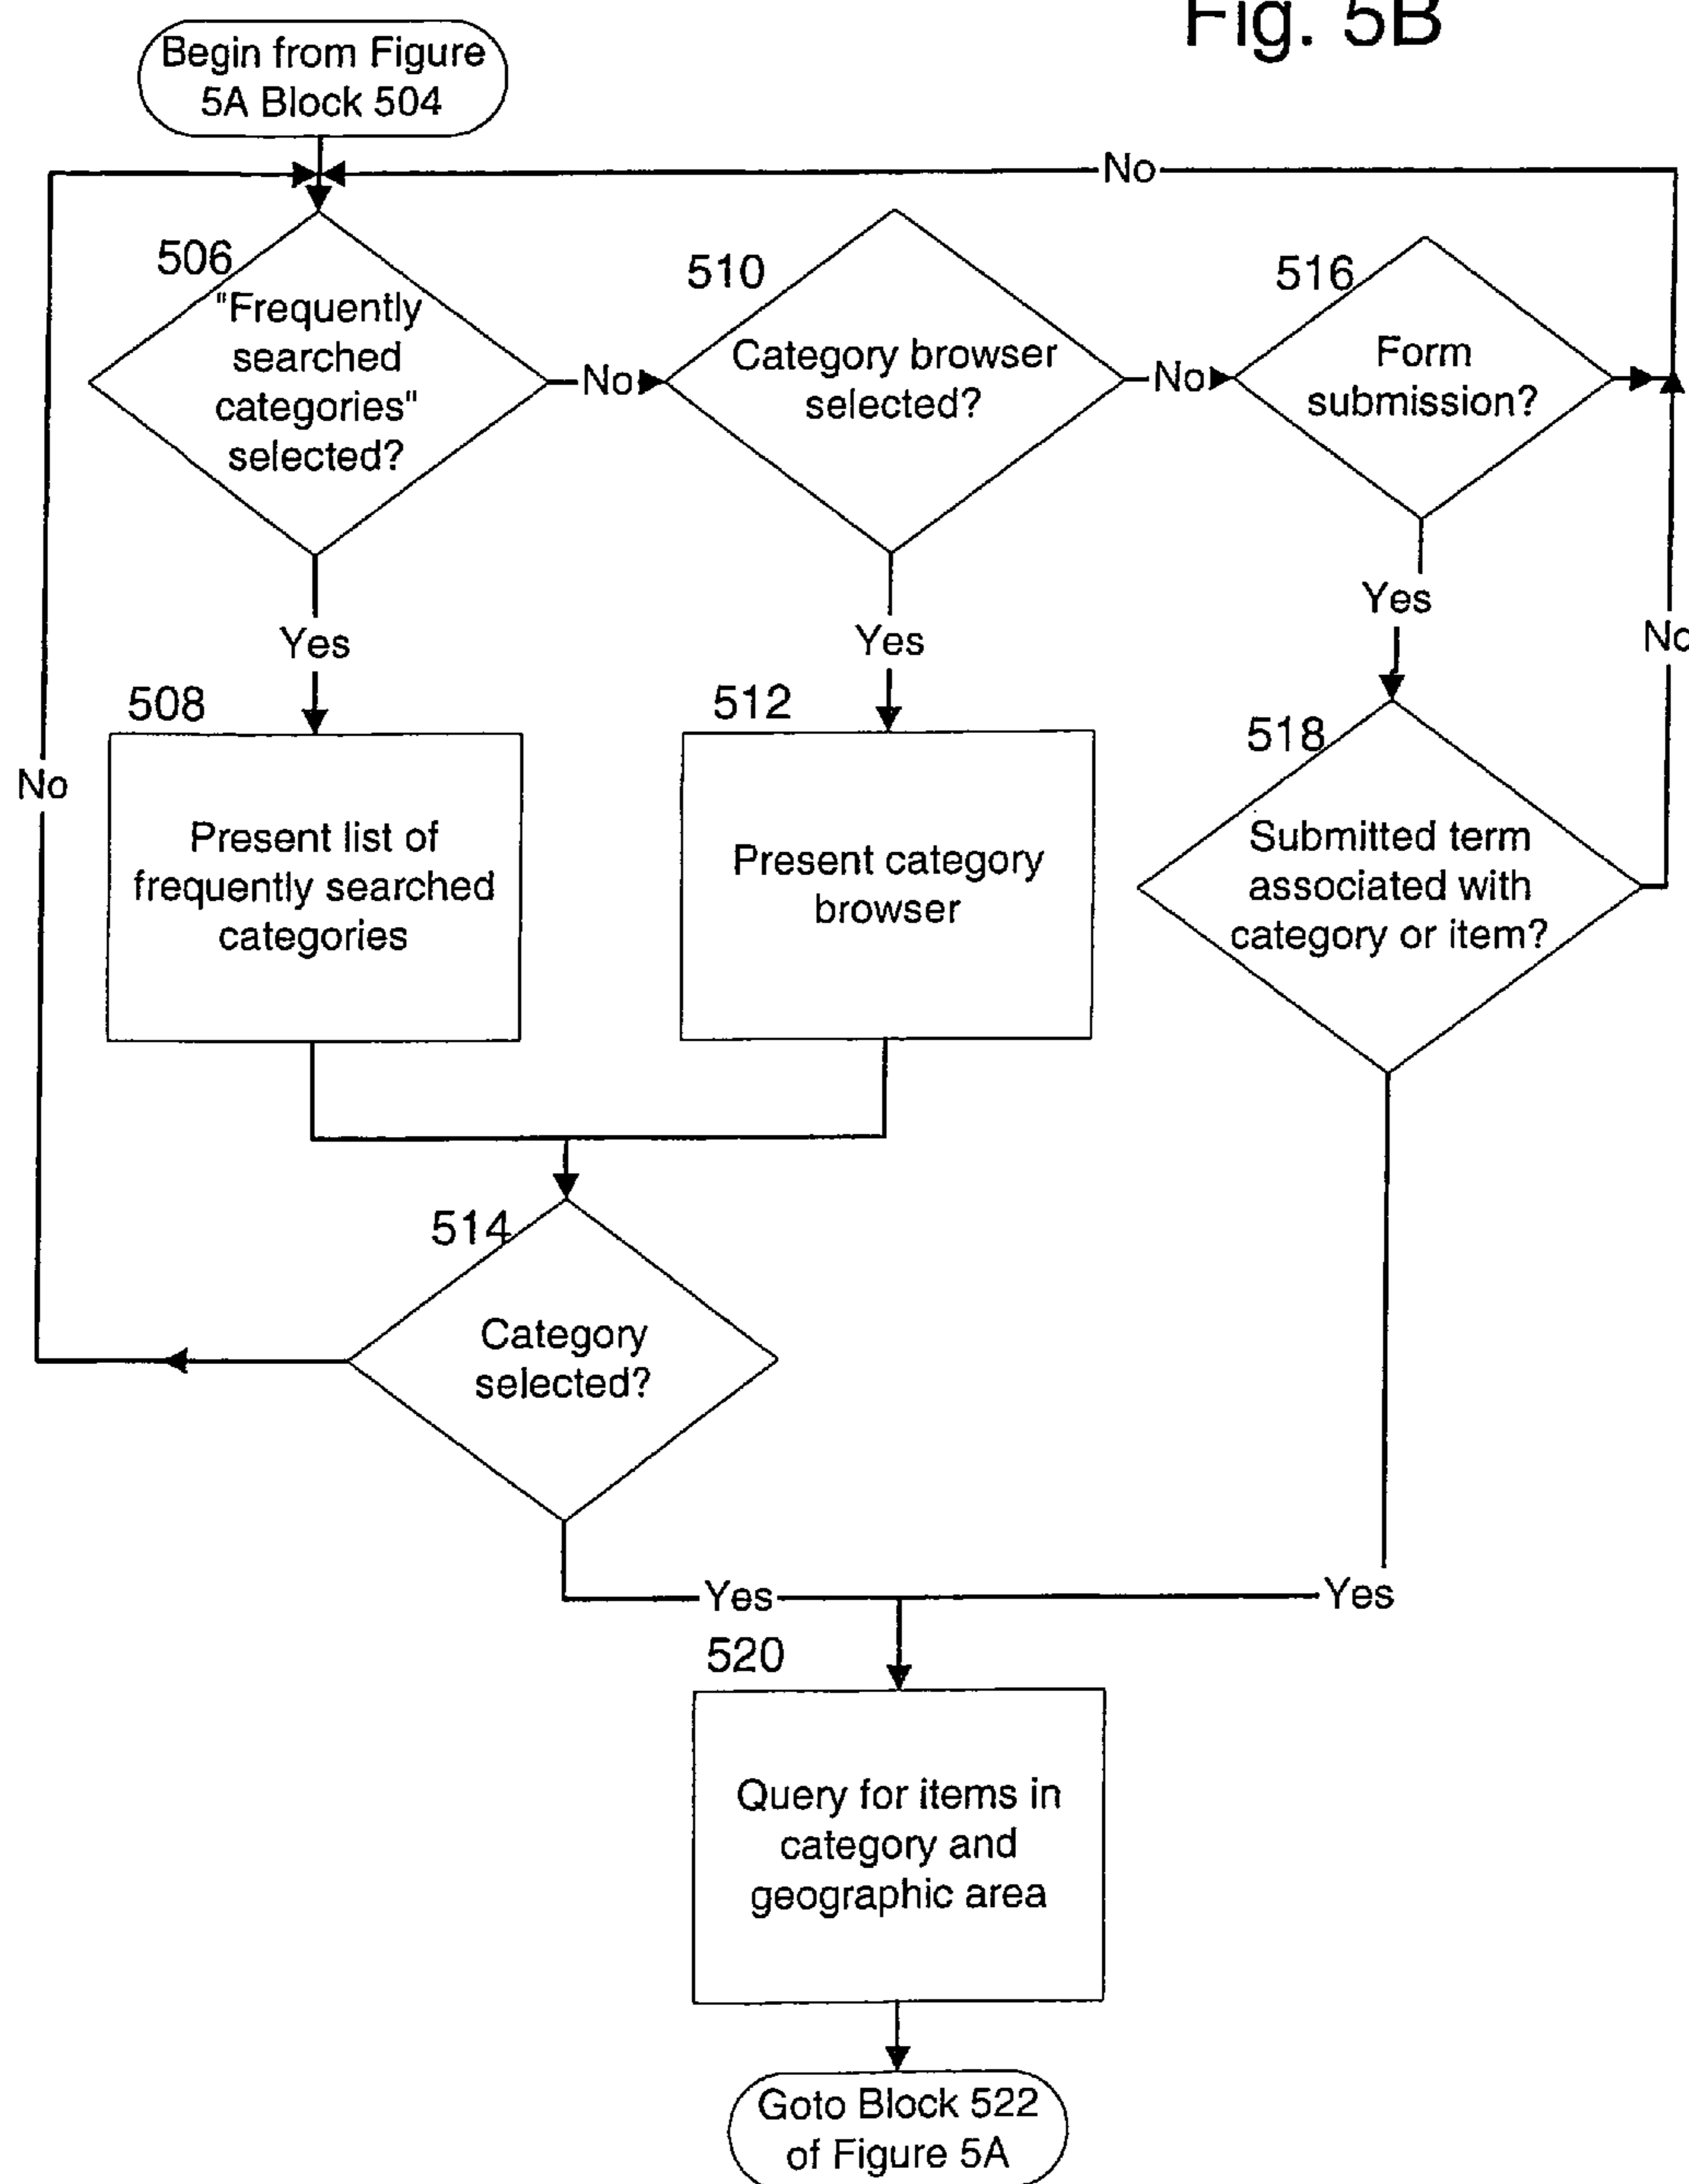 Fig. 5B
Begin from Figure
5A Block 504
No
506
"Frequently
searched
categories"
selected?
No
510
Category browser
selected?
No
516
Form
submission?
Yes
Yes
Yes
No
508
Present list of
frequently searched
categories
512
Present category
browser
518
Submitted term
associated with
category or item?
No
514
Category
selected?
Yes
Yes
520
Query for items in
category and
geographic area
Goto Block 522
of Figure 5A